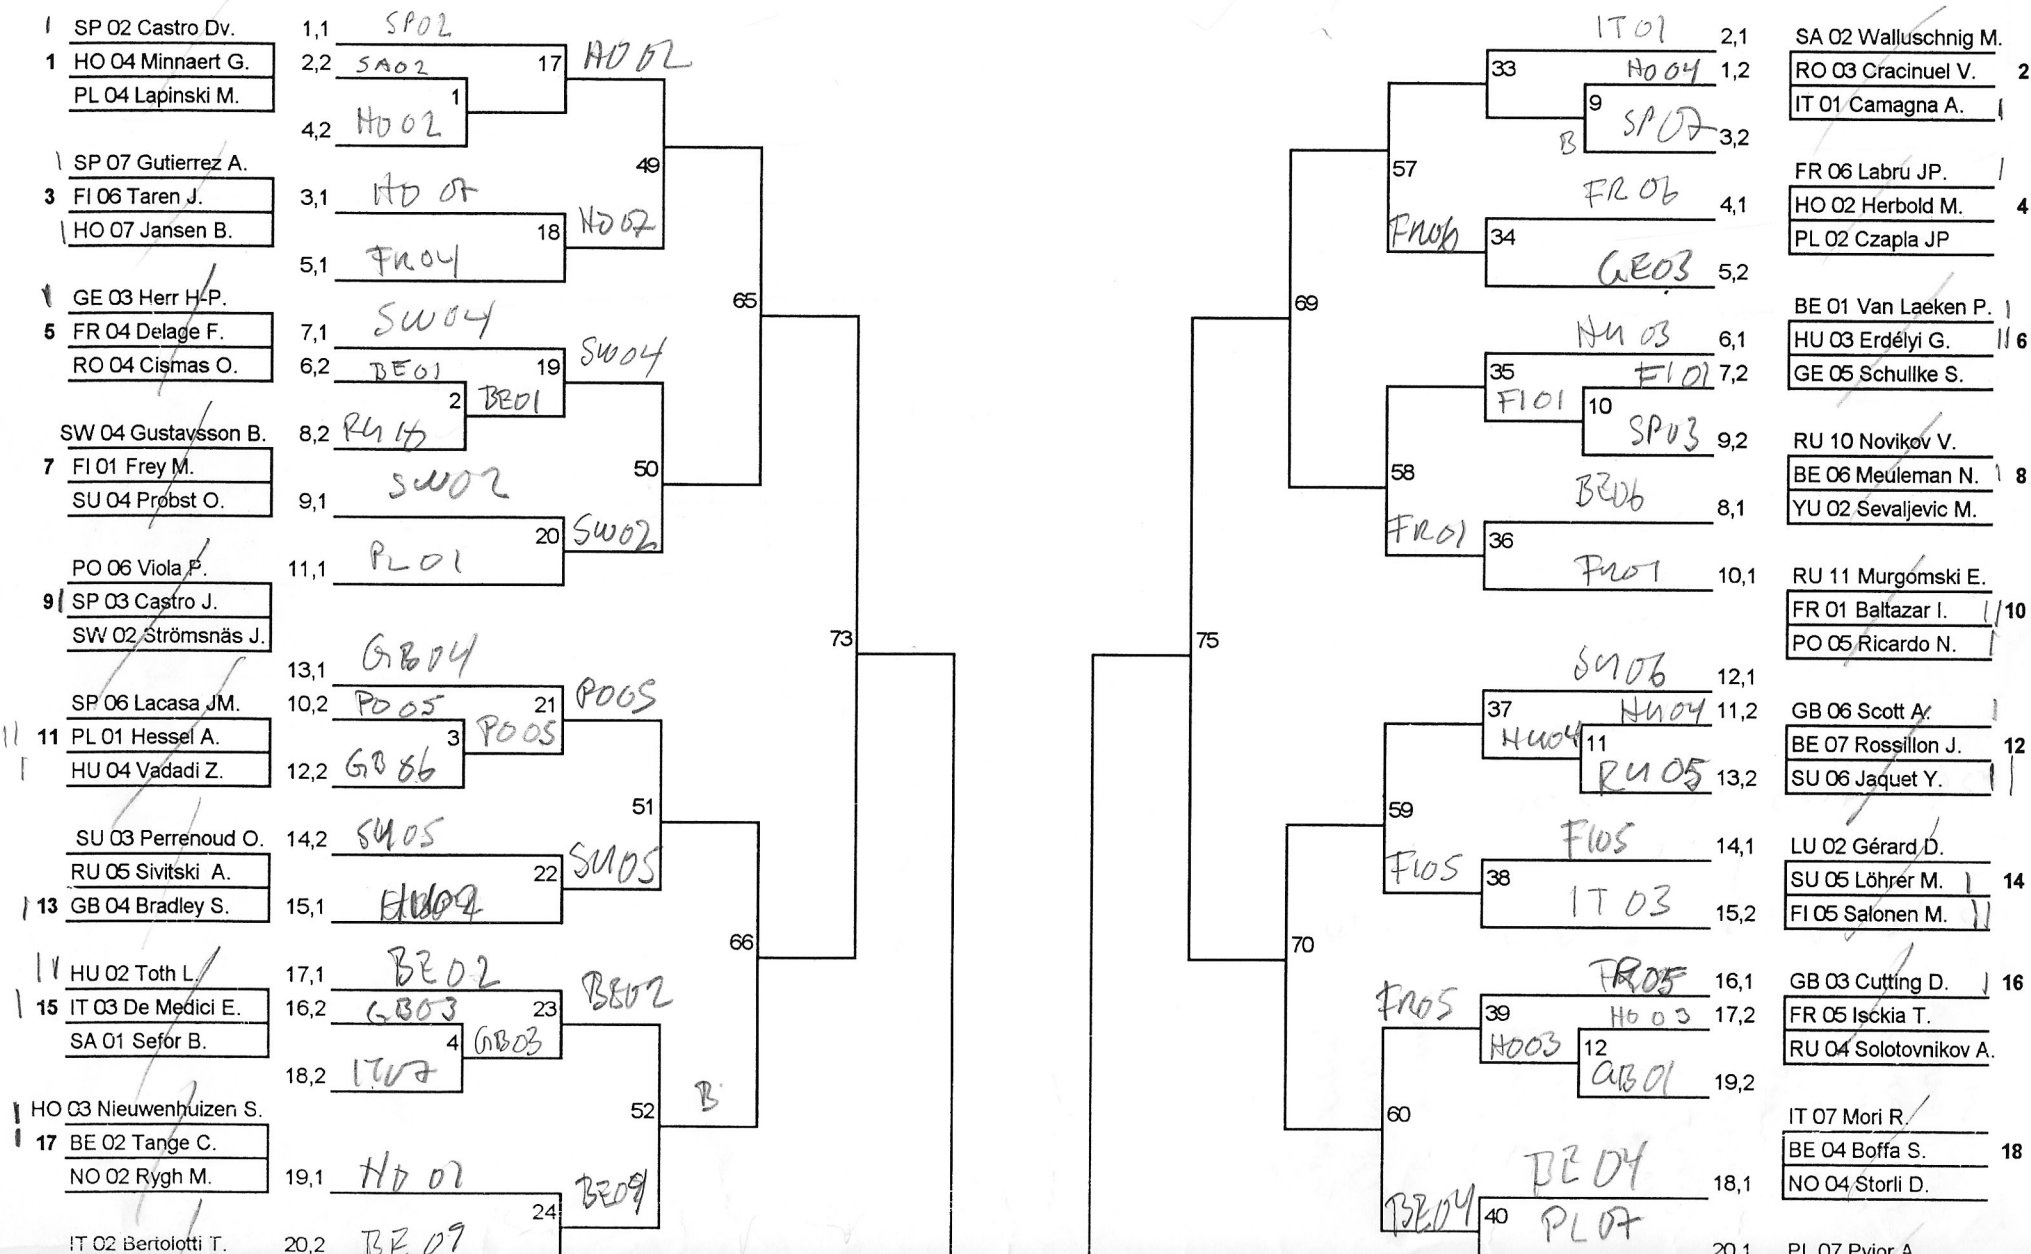 SP 02 Castro Dv.
1 HO 04 Minnaert G.
PL 04 Lapinski M.
SP 07 Gutierrez A.
3 FI 06 Taren J.
HO 07 Jansen B.
GE 03 Herr H-P.
5 FR 04 Delage F.
RO 04 Cismas O.
SW 04 Gustavsson B.
7 FI 01 Frey M.
SU 04 Probst O.
PO 06 Viola P.
9 SP 03 Castro J.
SW 02 Strömsnäs J.
SP 06 Lacasa JM.
11 PL 01 Hessel A.
HU 04 Vadadi Z.
SU 03 Perrenoud O.
RU 05 Sivitski A.
13 GB 04 Bradley S.
HU 02 Toth L.
15 IT 03 De Medici E.
SA 01 Sefor B.
HO 03 Nieuwenhuizen S.
17 BE 02 Tange C.
NO 02 Rygh M.
IT 02 Bertolotti T.
1,1 SP02
2,2 SA02
4,2 HO02
3,1 HO 07
5,1 FR04
7,1 SW04
6,2 BE01
8,2
9,1 SW02
11,1 PL01
13,1 GB04
10,2 PO05
12,2 GB06
14,2 SU05
15,1
17,1 BE02
16,2 GB03
18,2 IT07
19,1
20,2 BE 09
1
2 BE01
3 PO05
4 GB03
17 HO02
18 HO07
19 SW04
20 SW02
21 PO05
22 SU05
23 BE02
24 BE09
49
50
51
52 B
65
66
73
75
69
70
57
58
59
60
33
34 FR06
35 FI01
36 FR01
37 HU04
38 FI05
39 HO03
FR05
40 BE04
9 B
10
11
12
IT01 2,1
HO04 1,2
SP07 3,2
FR06 4,1
GE03 5,2
HU 03 6,1
FI01 7,2
SP03 9,2
BE06 8,1
FR01 10,1
SU06 12,1
HU04 11,2
RU05 13,2
FI05 14,1
IT 03 15,2
FR05 16,1
HO03 17,2
GB01 19,2
BE04 18,1
PL07 20,1
SA 02 Walluschnig M.
RO 03 Cracinuel V. 2
IT 01 Camagna A.
FR 06 Labru JP.
HO 02 Herbold M. 4
PL 02 Czapla JP
BE 01 Van Laeken P.
HU 03 Erdélyi G. 6
GE 05 Schullke S.
RU 10 Novikov V.
BE 06 Meuleman N. 8
YU 02 Sevaljevic M.
RU 11 Murgomski E.
FR 01 Baltazar I. 10
PO 05 Ricardo N.
GB 06 Scott A.
BE 07 Rossillon J. 12
SU 06 Jaquet Y.
LU 02 Gérard D.
SU 05 Löhrer M. 14
FI 05 Salonen M.
GB 03 Cutting D. 16
FR 05 Isckia T.
RU 04 Solotovnikov A.
IT 07 Mori R.
BE 04 Boffa S. 18
NO 04 Storli D.
PL 07 Pyior A.